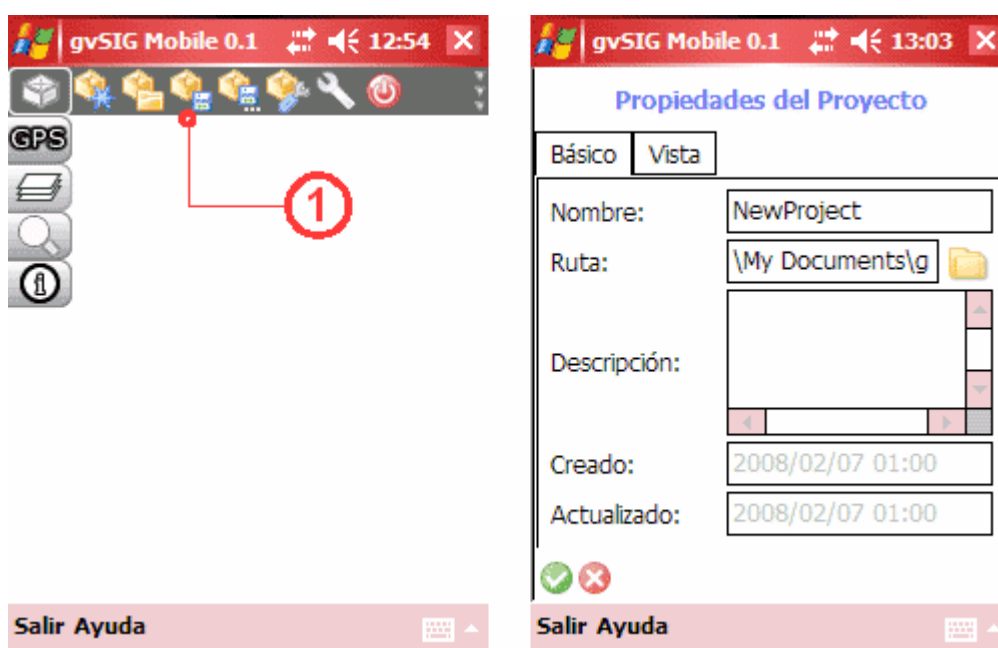 gvSIG Mobile 0.1 12:54
GPS
1
Salir Ayuda
gvSIG Mobile 0.1 13:03
Propiedades del Proyecto
Básico Vista
Nombre: NewProject
Ruta: \My Documents\g
Descripción:
Creado: 2008/02/07 01:00
Actualizado: 2008/02/07 01:00
Salir Ayuda